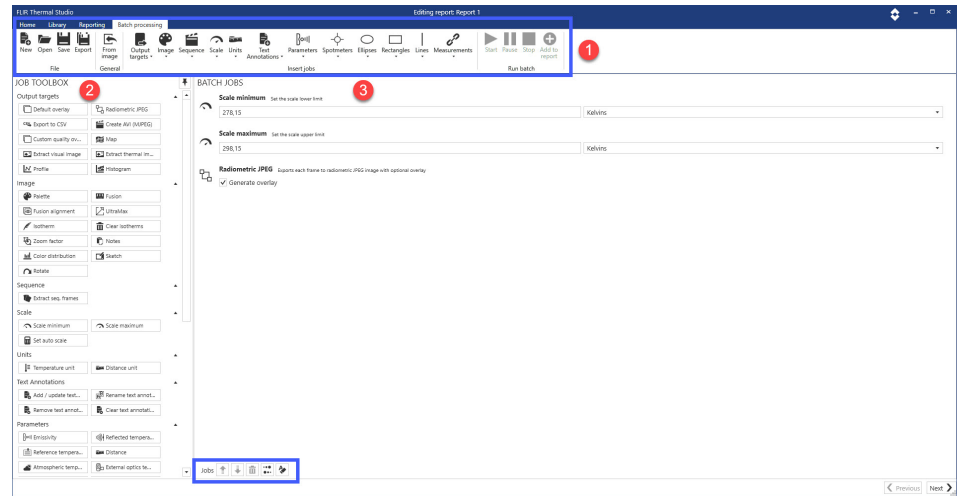 FLIR Thermal Studio
Editing report: Report 1
Home Library Reporting Batch processing
New Open Save Export
From image
Output targets Image Sequence Scale Units Text Annotations Parameters Spotmeters Ellipses Rectangles Lines Measurements
Start Pause Stop Add to report
File General Insert jobs Run batch
1
JOB TOOLBOX
2
Output targets
Default overlay Radiometric JPEG
Export to CSV Create AVI (MJPEG)
Custom quality ov... Map
Extract visual image Extract thermal im...
Profile Histogram
Image
Palette Fusion
Fusion alignment UltraMax
Isotherm Clear isotherms
Zoom factor Notes
Color distribution Sketch
Rotate
Sequence
Extract seq. frames
Scale
Scale minimum Scale maximum
Set auto scale
Units
Temperature unit Distance unit
Text Annotations
Add / update text... Rename text annot...
Remove text annot... Clear text annotati...
Parameters
Emissivity Reflected tempera...
Reference tempera... Distance
Atmospheric temp... External optics te...
BATCH JOBS
3
Scale minimum Set the scale lower limit
278,15 Kelvins
Scale maximum Set the scale upper limit
298,15 Kelvins
Radiometric JPEG Exports each frame to radiometric JPEG image with optional overlay
Generate overlay
Jobs
Previous Next